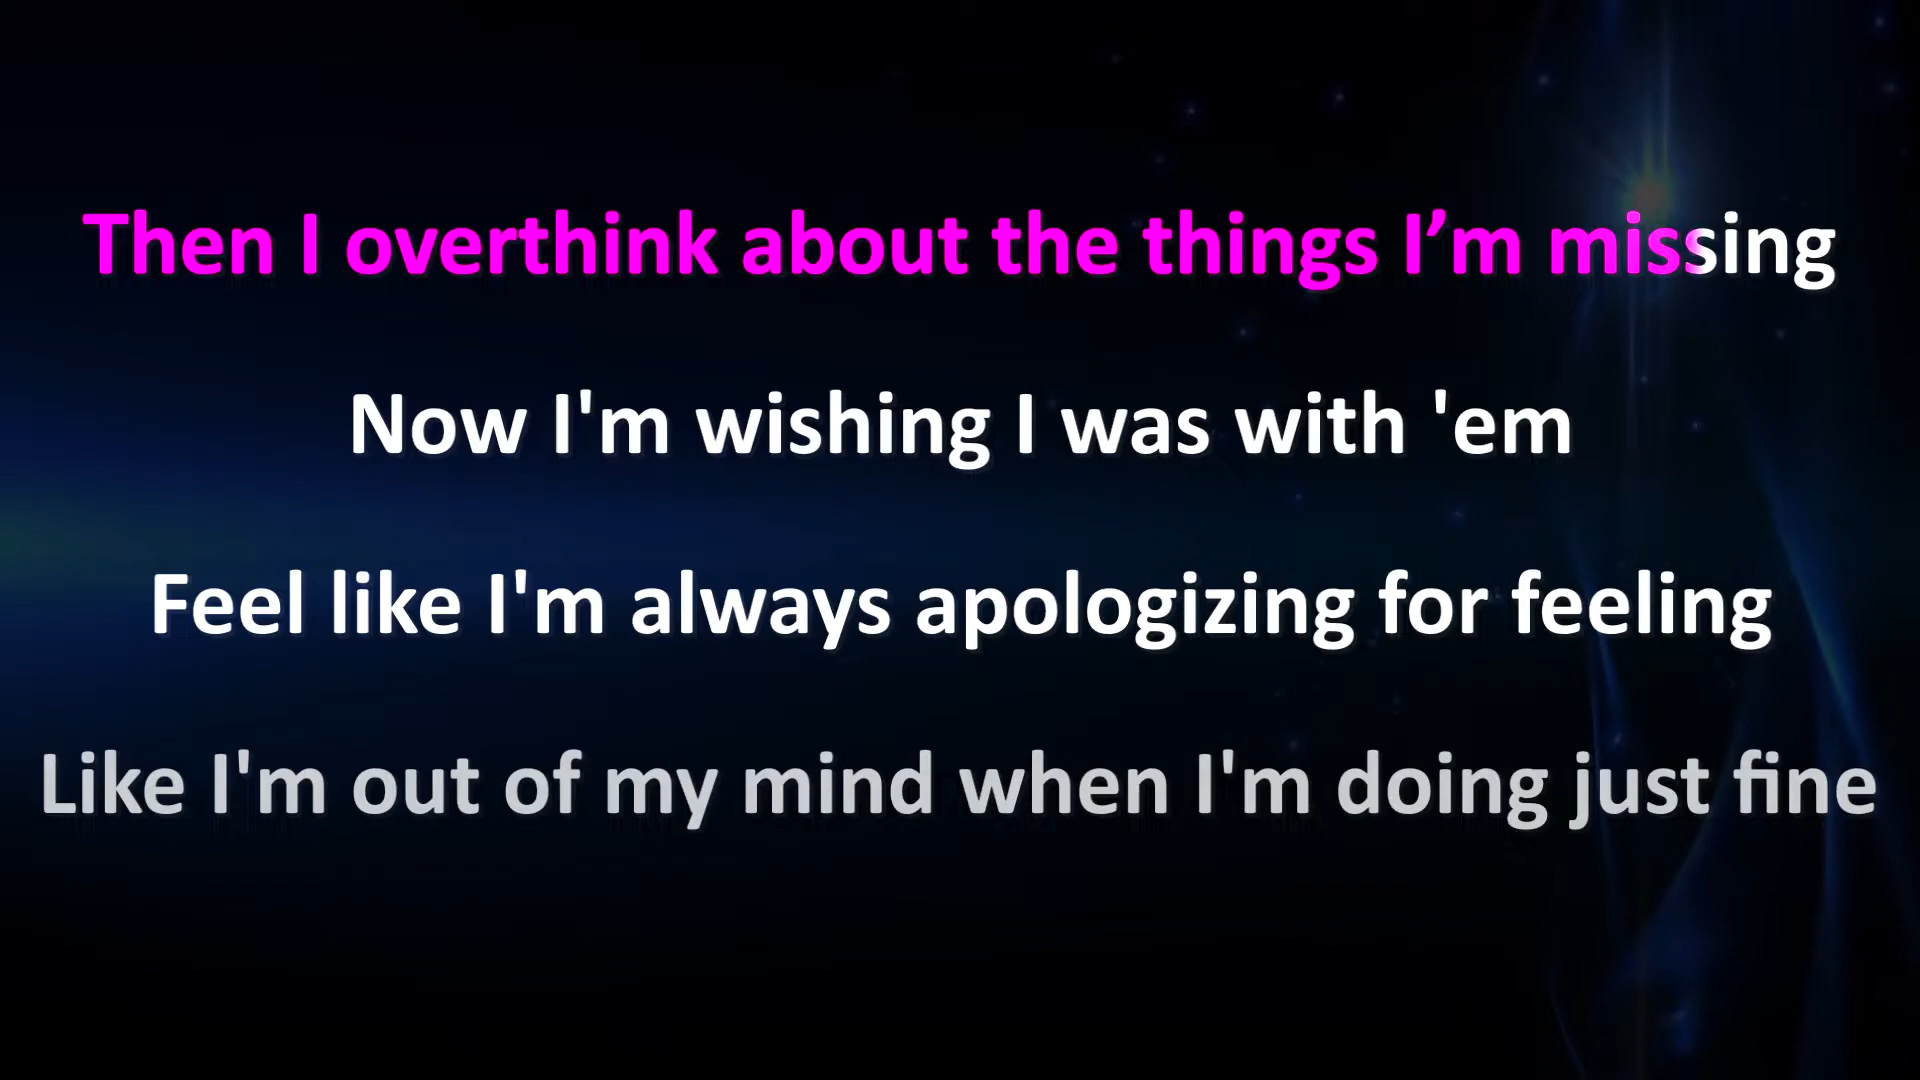 Then I overthink about the things I’m missing
Now I'm wishing I was with 'em
Feel like I'm always apologizing for feeling
Like I'm out of my mind when I'm doing just fine